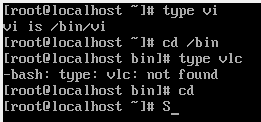 [root@localhost ~]# type vi
vi is /bin/vi
[root@localhost ~]# cd /bin
[root@localhost bin]# type vlc
-bash: type: vlc: not found
[root@localhost bin]# cd
[root@localhost ~]# S_